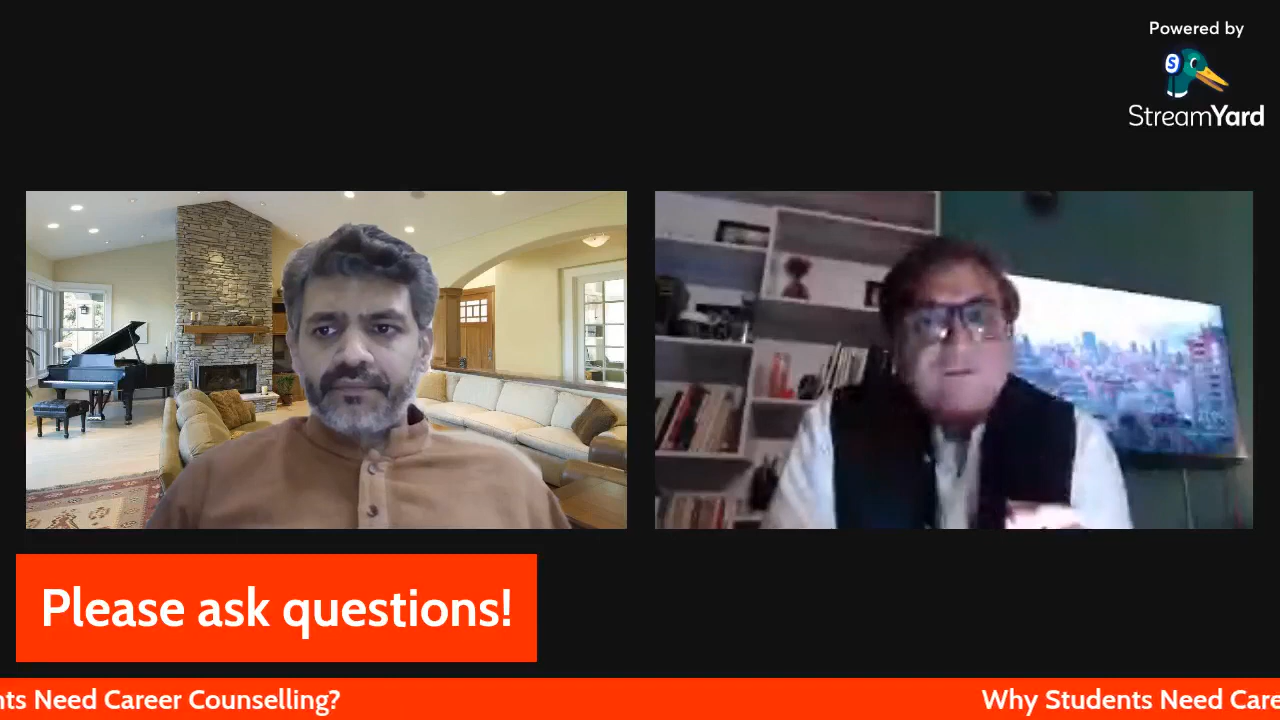 Powered by
S
StreamYard
Please ask questions!
nts Need Career Counselling?
Why Students Need Care